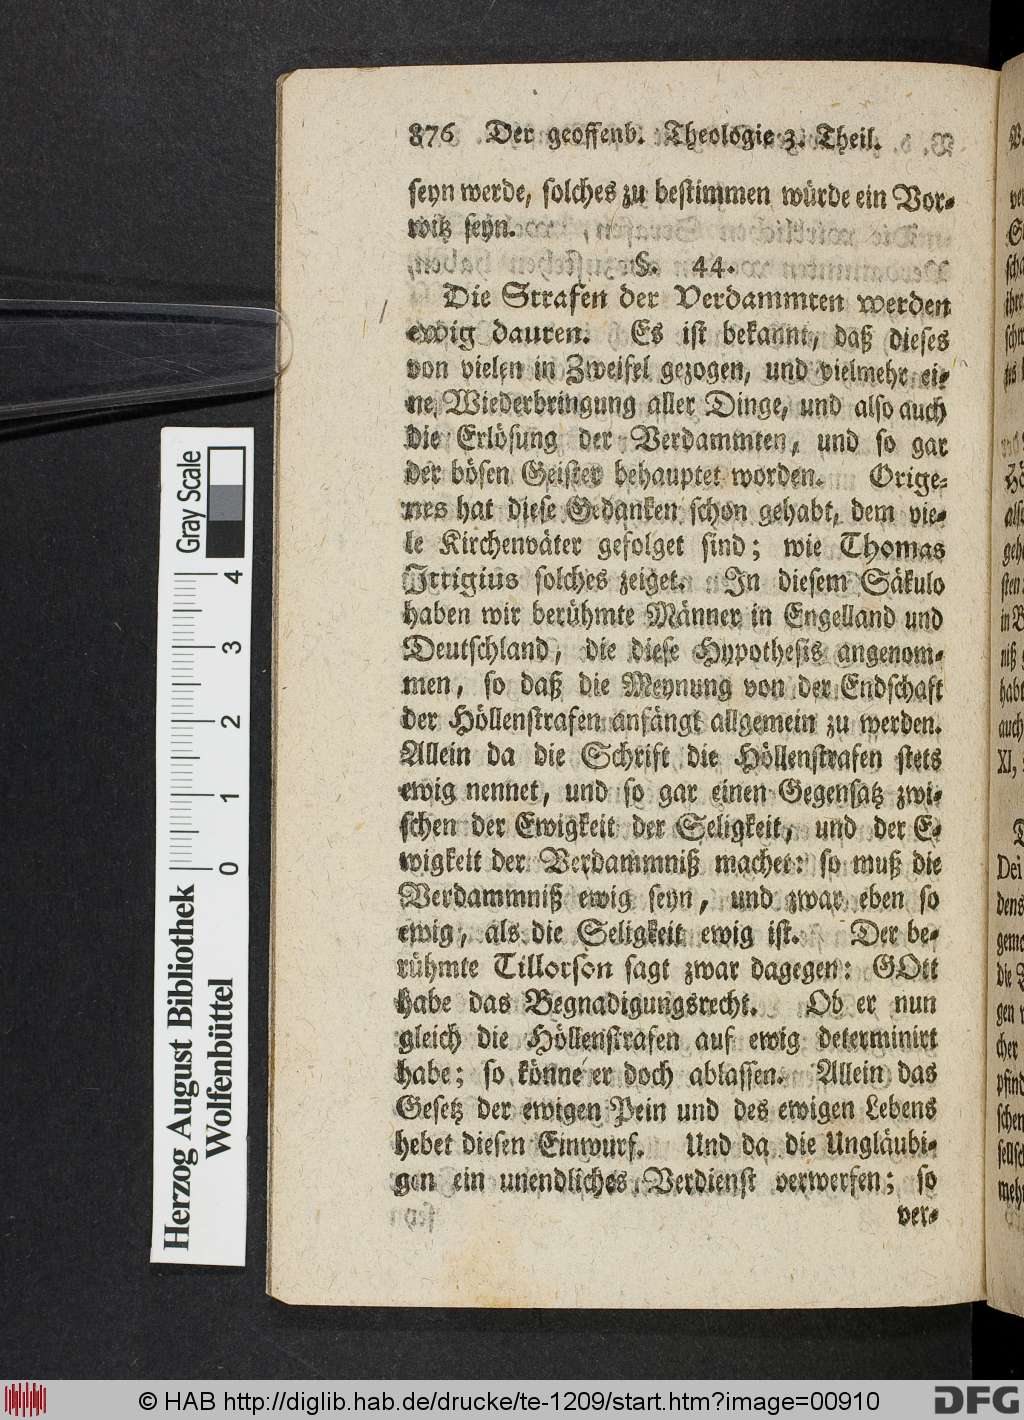 876 Der geoffenb. Theologie 3. Theil.
seyn werde, solches zu bestimmen würde ein Vor-
witz seyn.
§. 44.
Die Strafen der Verdammten werden
ewig dauren. Es ist bekannt, daß dieses
von vielen in Zweifel gezogen, und vielmehr ei-
ne Wiederbringung aller Dinge, und also auch
die Erlösung der Verdammten, und so gar
der bösen Geister behauptet worden. Orige-
nes hat diese Gedanken schon gehabt, dem vie-
le Kirchenväter gefolget sind; wie Thomas
Ittigius solches zeiget. In diesem Säkulo
haben wir berühmte Männer in Engelland und
Deutschland, die diese Hypothesis angenom-
men, so daß die Meynung von der Endschaft
der Höllenstrafen anfängt allgemein zu werden.
Allein da die Schrift die Höllenstrafen stets
ewig nennet, und so gar einen Gegensatz zwi-
schen der Ewigkeit der Seligkeit, und der E-
wigkeit der Verdammniß machet: so muß die
Verdammniß ewig seyn, und zwar eben so
ewig, als die Seligkeit ewig ist. Der be-
rühmte Tillotson sagt zwar dagegen: GOtt
habe das Begnadigungsrecht. Ob er nun
gleich die Höllenstrafen auf ewig determinirt
habe; so könne er doch ablassen. Allein das
Gesetz der ewigen Pein und des ewigen Lebens
hebet diesen Einwurf. Und da die Ungläubi-
gen ein unendliches Verdienst verwerfen; so
ver-
Herzog August Bibliothek
Wolfenbüttel
0 1 2 3 4
Gray Scale
© HAB http://diglib.hab.de/drucke/te-1209/start.htm?image=00910
DFG